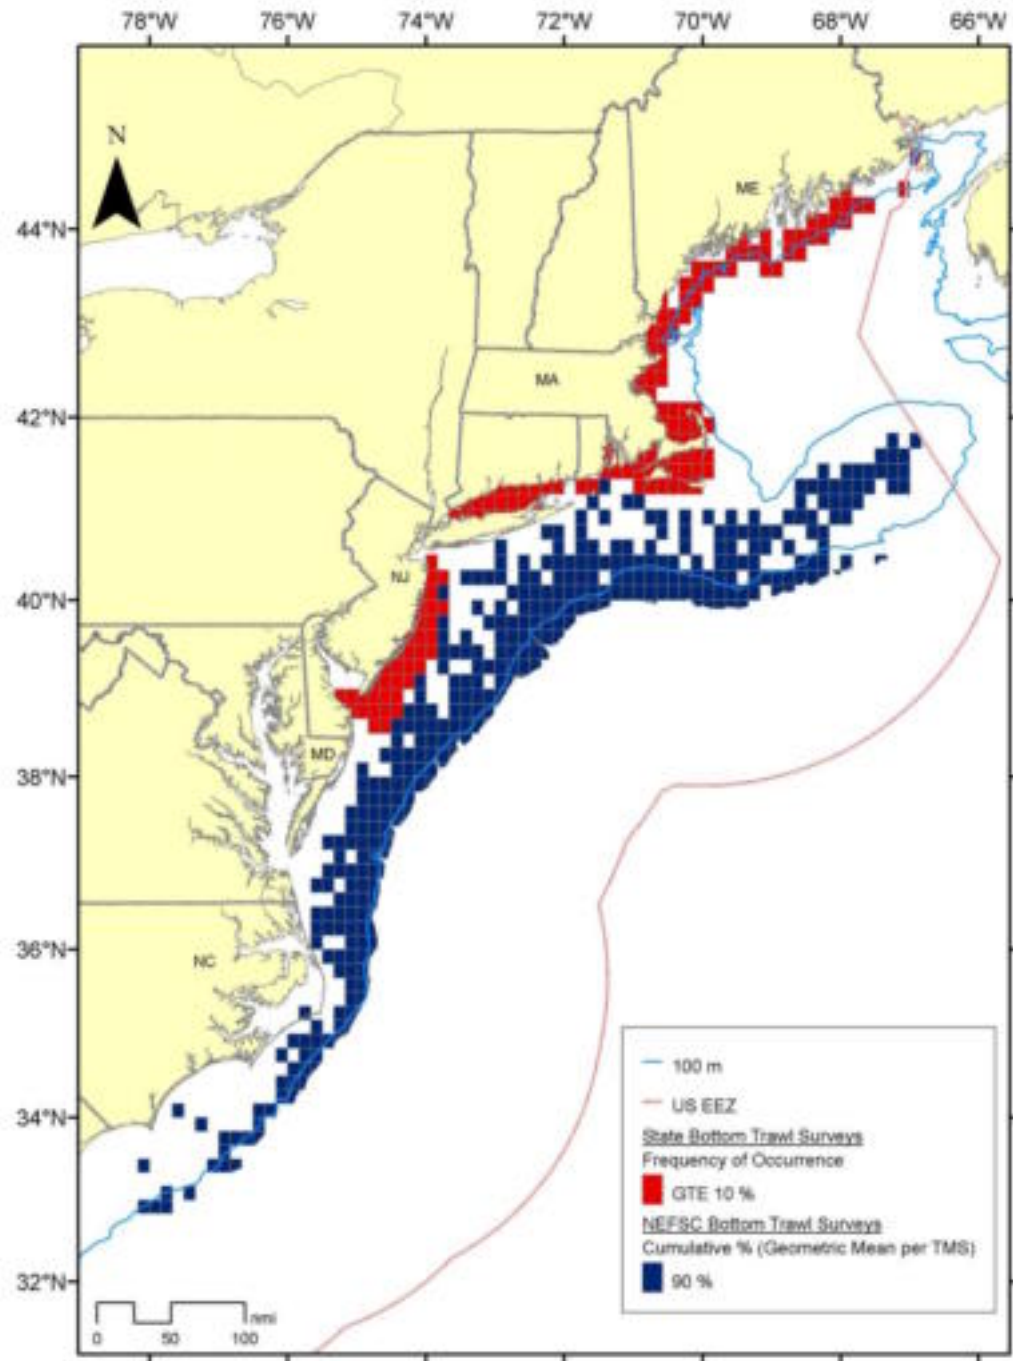 78°W 76°W 74°W 72°W 70°W 68°W 66°W
N
ME
44°N
MA
42°N
NJ
40°N
MD
38°N
36°N
NC
34°N
32°N
100 m
US EEZ
State Bottom Trawl Surveys
Frequency of Occurrence
GTE 10 %
NEFSC Bottom Trawl Surveys
Cumulative % (Geometric Mean per TMS)
90 %
nmi
0 50 100